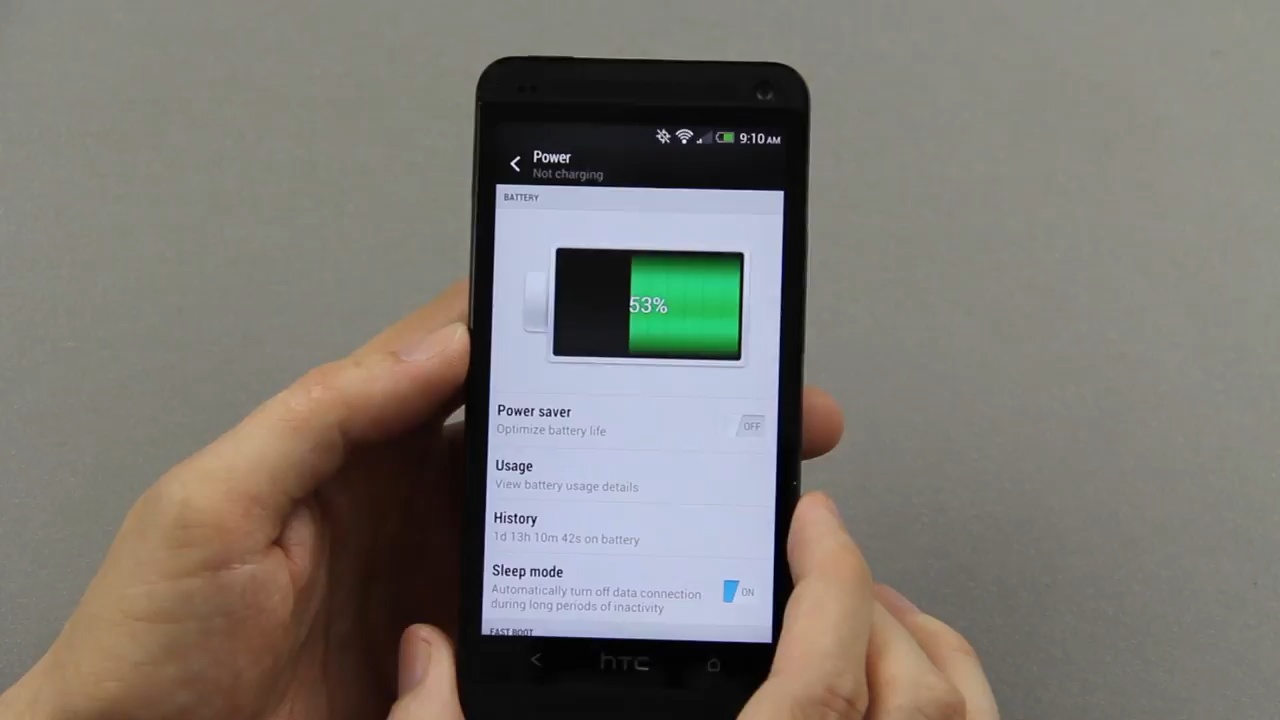 9:10 AM
Power
Not charging
BATTERY
53%
Power saver
Optimize battery life
OFF
Usage
View battery usage details
History
1d 13h 10m 42s on battery
Sleep mode
Automatically turn off data connection
during long periods of inactivity
ON
FAST BOOT
hTC